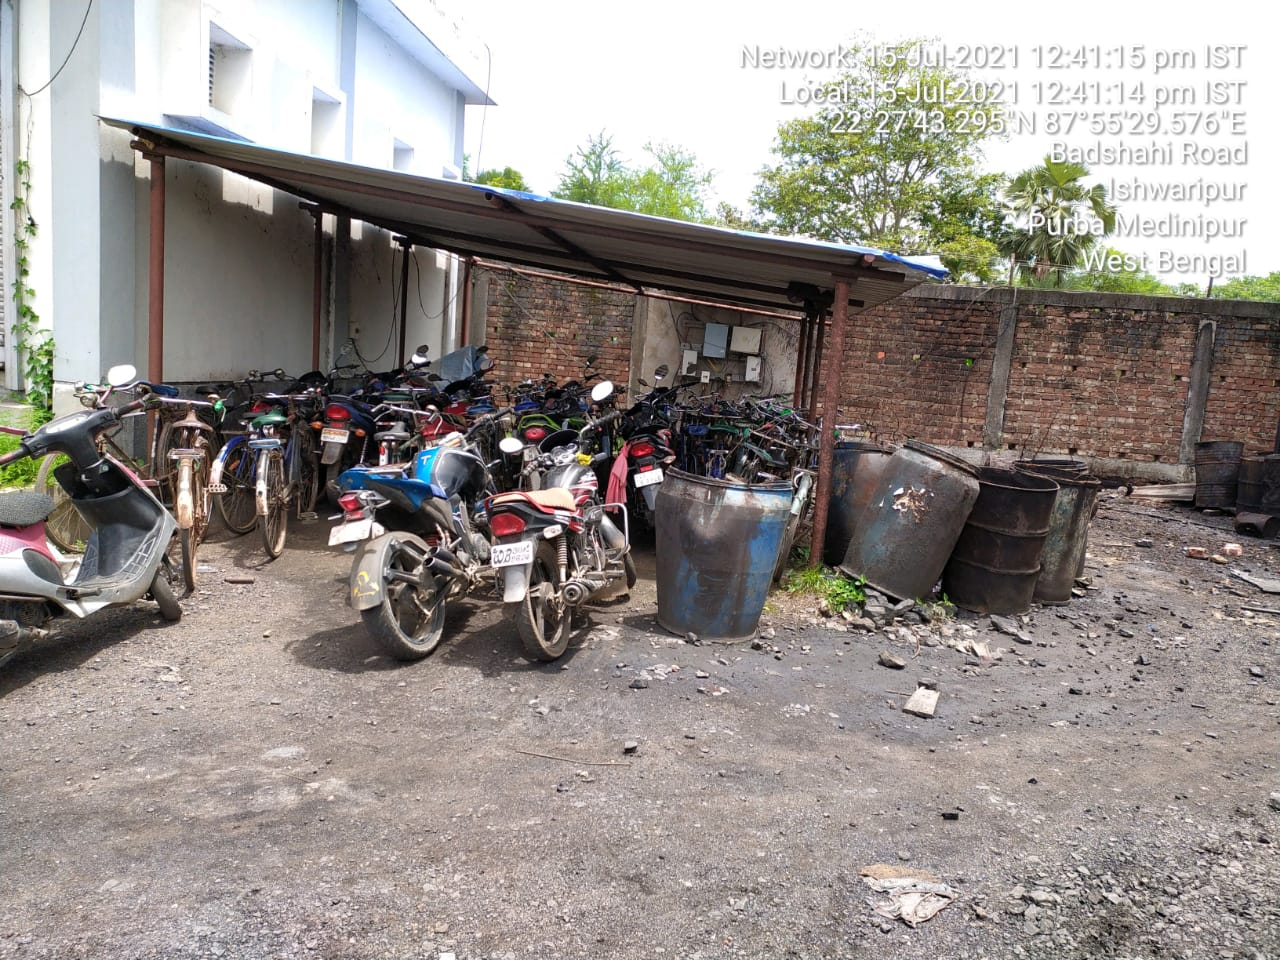 Network: 15-Jul-2021 12:41:15 pm IST
Local: 15-Jul-2021 12:41:14 pm IST
22°27'43.295"N 87°55'29.576"E
Badshahi Road
Ishwaripur
Purba Medinipur
West Bengal